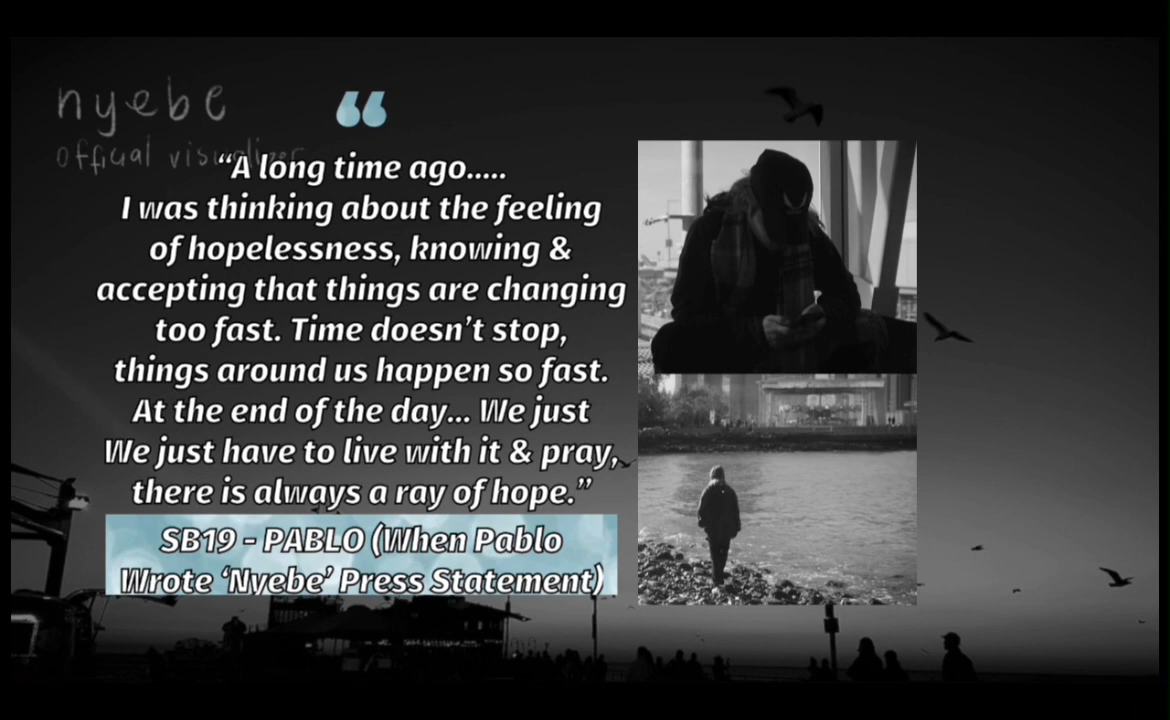 nyebe
official visualizer
“A long time ago.....
I was thinking about the feeling
of hopelessness, knowing &
accepting that things are changing
too fast. Time doesn’t stop,
things around us happen so fast.
At the end of the day... We just
We just have to live with it & pray,
there is always a ray of hope.”
SB19 - PABLO (When Pablo
Wrote ‘Nyebe’ Press Statement)